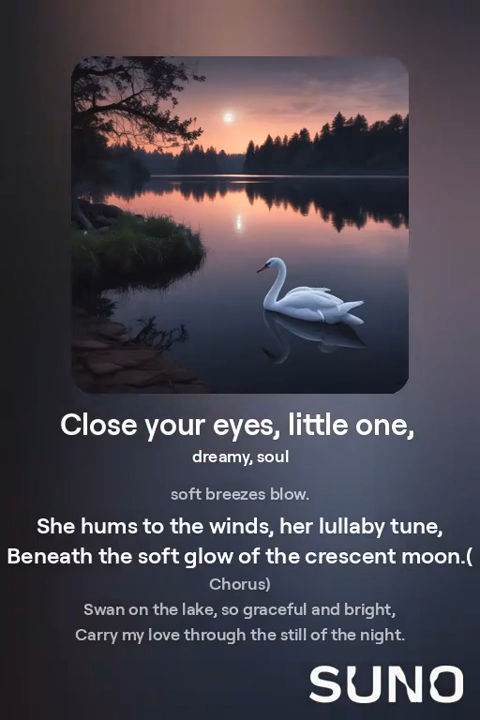 Close your eyes, little one,
dreamy, soul
soft breezes blow.
She hums to the winds, her lullaby tune,
Beneath the soft glow of the crescent moon.(
Chorus)
Swan on the lake, so graceful and bright,
Carry my love through the still of the night.
SUNO